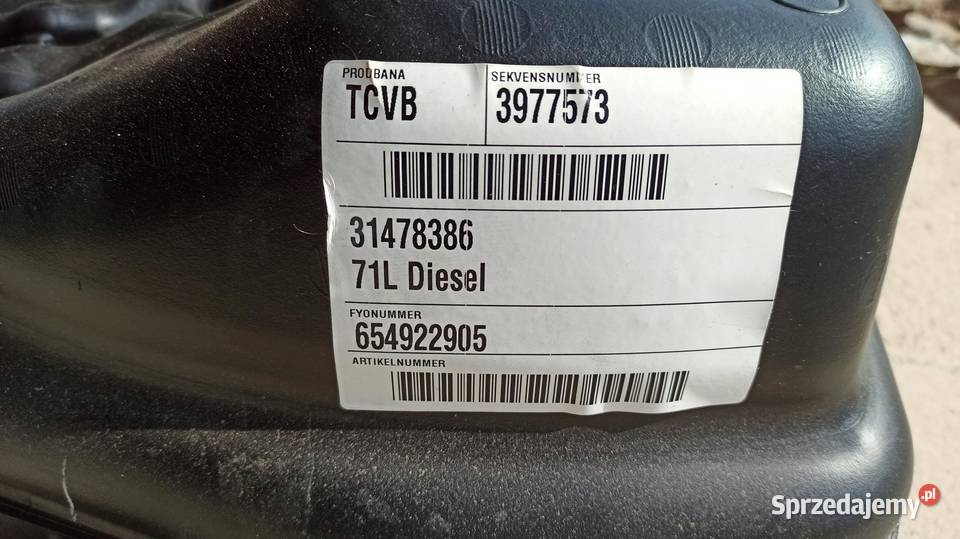 PRODBANA SEKVENSNUMMER
TCVB 3977573
31478386
71L Diesel
FYONUMMER
654922905
ARTIKELNUMMER
Sprzedajemy.pl